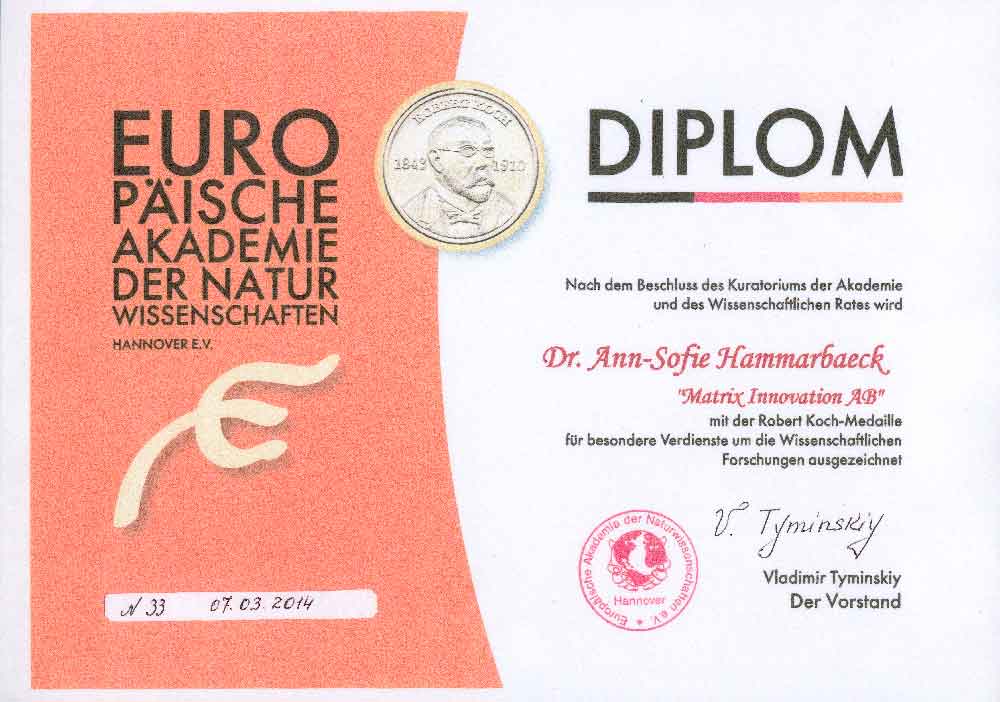 EURO
PÄISCHE
AKADEMIE
DER NATUR
WISSENSCHAFTEN
HANNOVER E.V.
N 33 07.03.2014
ROBERT KOCH
1843 1910
DIPLOM
Nach dem Beschluss des Kuratoriums der Akademie
und des Wissenschaftlichen Rates wird
Dr. Ann-Sofie Hammarbaeck
"Matrix Innovation AB"
mit der Robert Koch-Medaille
für besondere Verdienste um die Wissenschaftlichen
Forschungen ausgezeichnet
Europäische Akademie der Naturwissenschaften e.V.
Hannover
V. Tyminskiy
Vladimir Tyminskiy
Der Vorstand